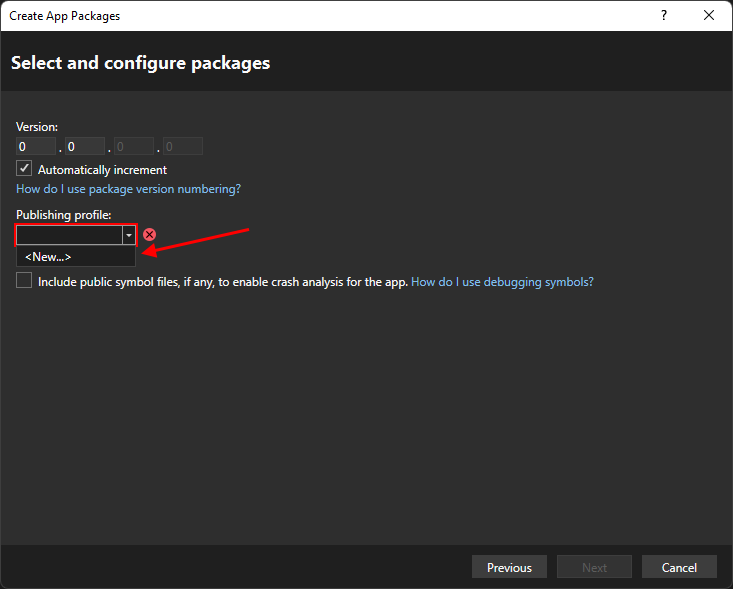 Create App Packages
?
Select and configure packages
Version:
0 . 0 . 0 . 0
Automatically increment
How do I use package version numbering?
Publishing profile:
<New...>
Include public symbol files, if any, to enable crash analysis for the app. How do I use debugging symbols?
Previous Next Cancel